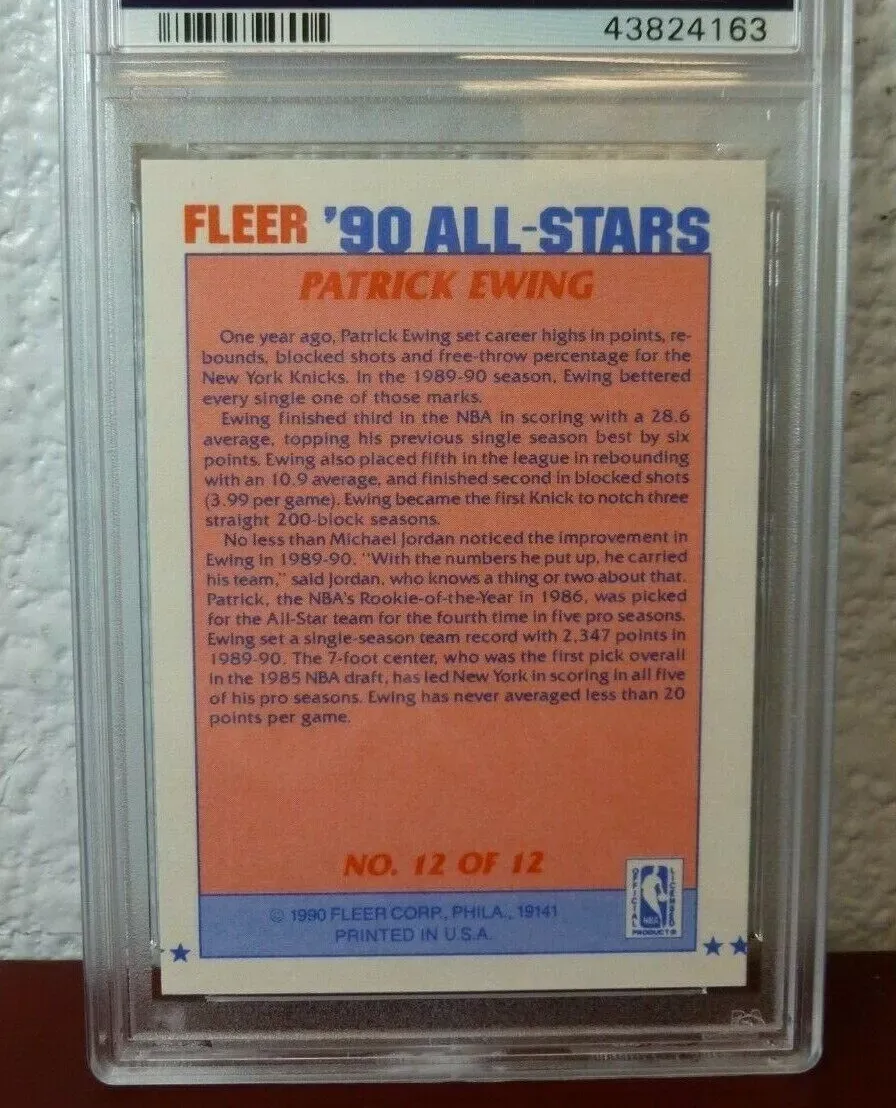 43824163
FLEER '90 ALL-STARS
PATRICK EWING
One year ago, Patrick Ewing set career highs in points, re-
bounds, blocked shots and free-throw percentage for the
New York Knicks. In the 1989-90 season, Ewing bettered
every single one of those marks.
Ewing finished third in the NBA in scoring with a 28.6
average, topping his previous single season best by six
points. Ewing also placed fifth in the league in rebounding
with an 10.9 average, and finished second in blocked shots
(3.99 per game). Ewing became the first Knick to notch three
straight 200-block seasons.
No less than Michael Jordan noticed the improvement in
Ewing in 1989-90. "With the numbers he put up, he carried
his team," said Jordan, who knows a thing or two about that.
Patrick, the NBA's Rookie-of-the-Year in 1986, was picked
for the All-Star team for the fourth time in five pro seasons.
Ewing set a single-season team record with 2,347 points in
1989-90. The 7-foot center, who was the first pick overall
in the 1985 NBA draft, has led New York in scoring in all five
of his pro seasons. Ewing has never averaged less than 20
points per game.
NO. 12 OF 12
OFFICIAL
LICENSED
NBA
PRODUCT®
© 1990 FLEER CORP., PHILA., 19141
PRINTED IN U.S.A.